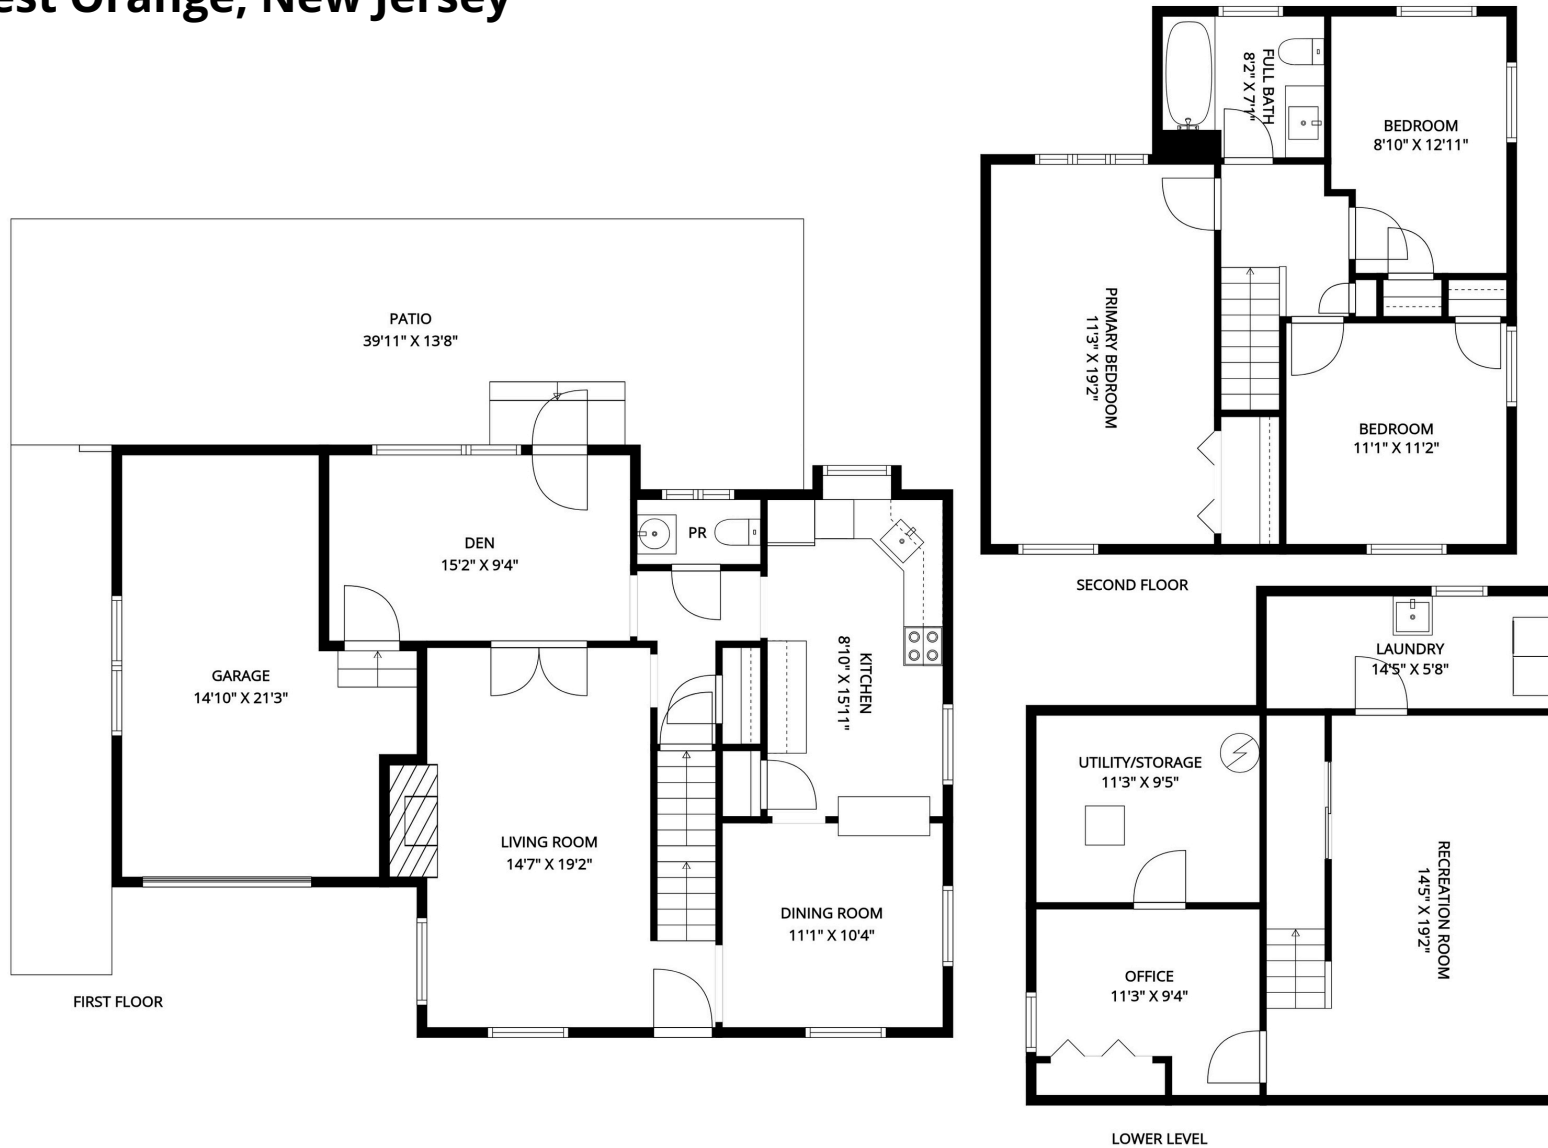 est Orange, New Jersey
FULL BATH
8'2" X 7'1"
BEDROOM
8'10" X 12'11"
PRIMARY BEDROOM
11'3" X 19'2"
BEDROOM
11'1" X 11'2"
SECOND FLOOR
PATIO
39'11" X 13'8"
DEN
15'2" X 9'4"
PR
KITCHEN
8'10" X 15'11"
GARAGE
14'10" X 21'3"
LIVING ROOM
14'7" X 19'2"
DINING ROOM
11'1" X 10'4"
FIRST FLOOR
LAUNDRY
14'5" X 5'8"
UTILITY/STORAGE
11'3" X 9'5"
RECREATION ROOM
14'5" X 19'2"
OFFICE
11'3" X 9'4"
LOWER LEVEL